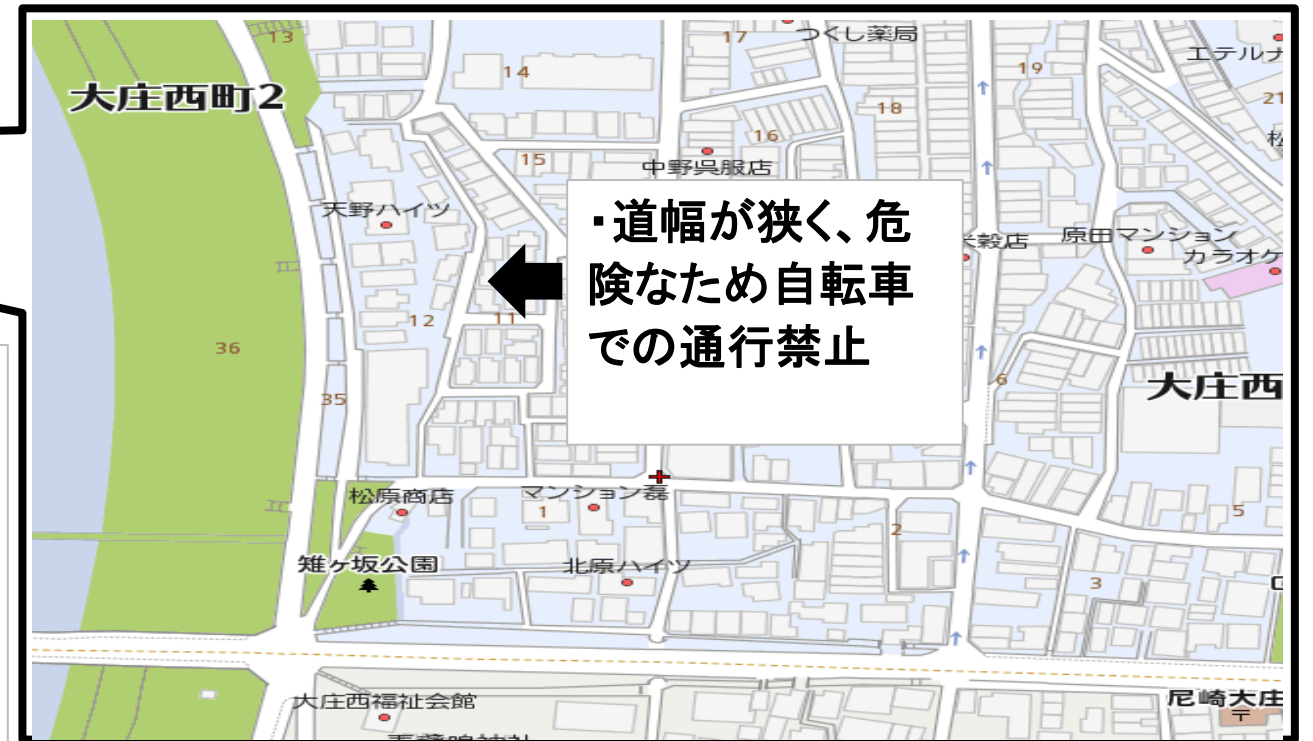 13
17
つくし薬局
エテルナ
大庄西町2
14
19
21
18
16
15
中野呉服店
天野ハイツ
・道幅が狭く、危
険なため自転車
での通行禁止
穀店
原田マンション
カラオケ
12
11
36
35
6
大庄西
松原商店
マンション磊
1
2
5
雉ヶ坂公園
北原ハイツ
3
大庄西福祉会館
尼崎大庄
〒